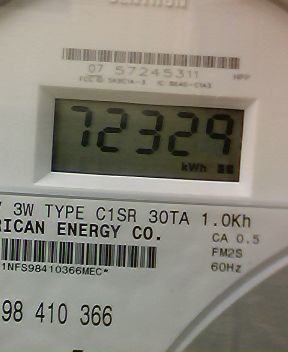 07 57245311 HPP
72329
kWh
3W TYPE C1SR 30TA 1.0Kh
RICAN ENERGY CO.
CA 0.5
FM2S
60Hz
1NFS98410366MEC*
98 410 366